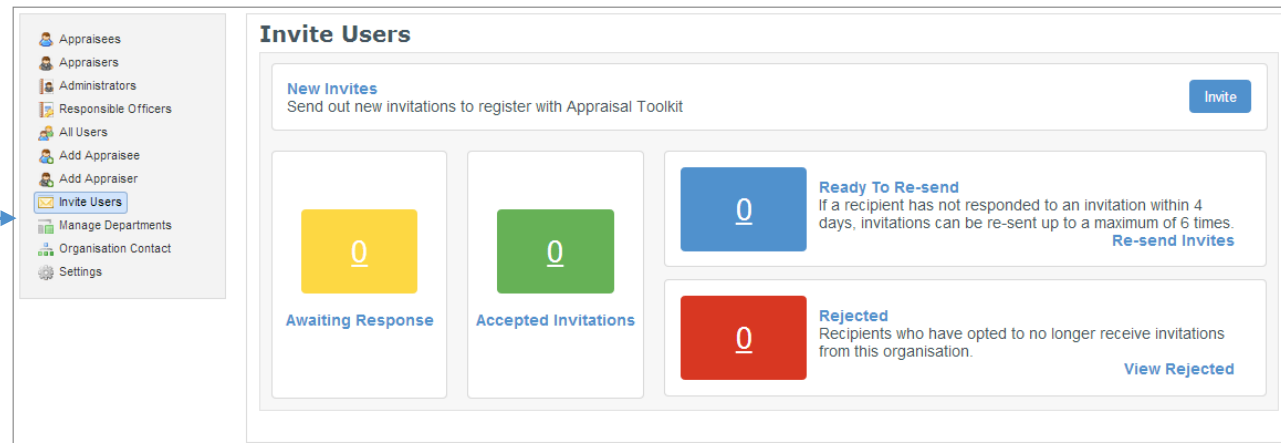 Appraisees
Appraisers
Administrators
Responsible Officers
All Users
Add Appraisee
Add Appraiser
Invite Users
Manage Departments
Organisation Contact
Settings
Invite Users
New Invites
Send out new invitations to register with Appraisal Toolkit
Invite
0
Awaiting Response
0
Accepted Invitations
0
Ready To Re-send
If a recipient has not responded to an invitation within 4
days, invitations can be re-sent up to a maximum of 6 times.
Re-send Invites
0
Rejected
Recipients who have opted to no longer receive invitations
from this organisation.
View Rejected